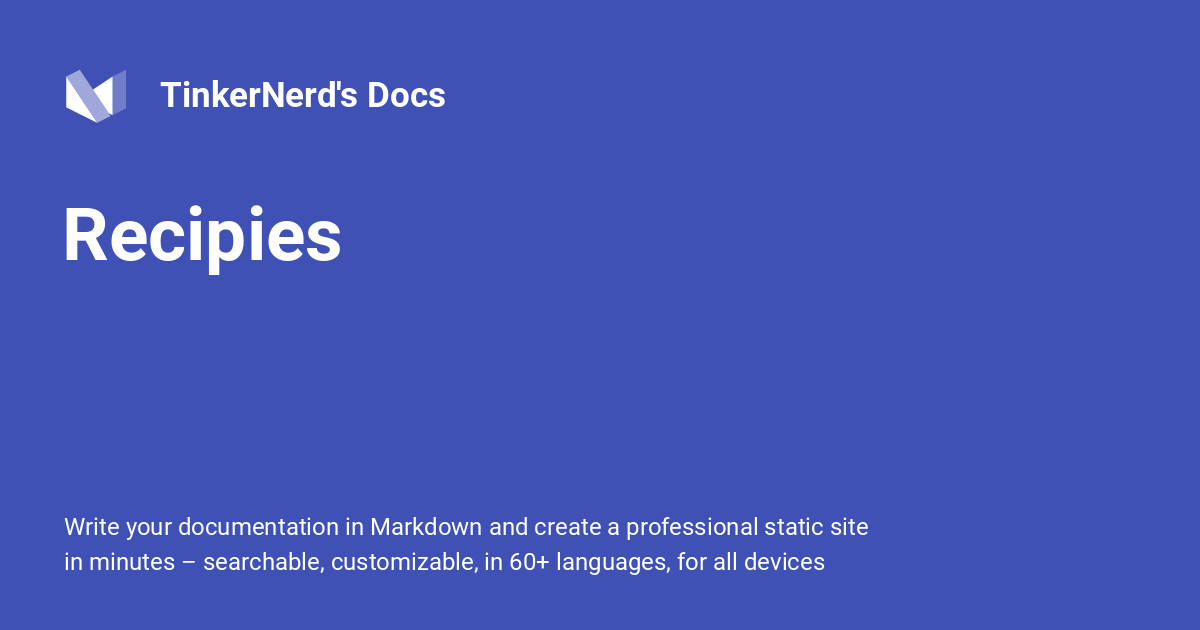 TinkerNerd's Docs
Recipies
Write your documentation in Markdown and create a professional static site
in minutes – searchable, customizable, in 60+ languages, for all devices